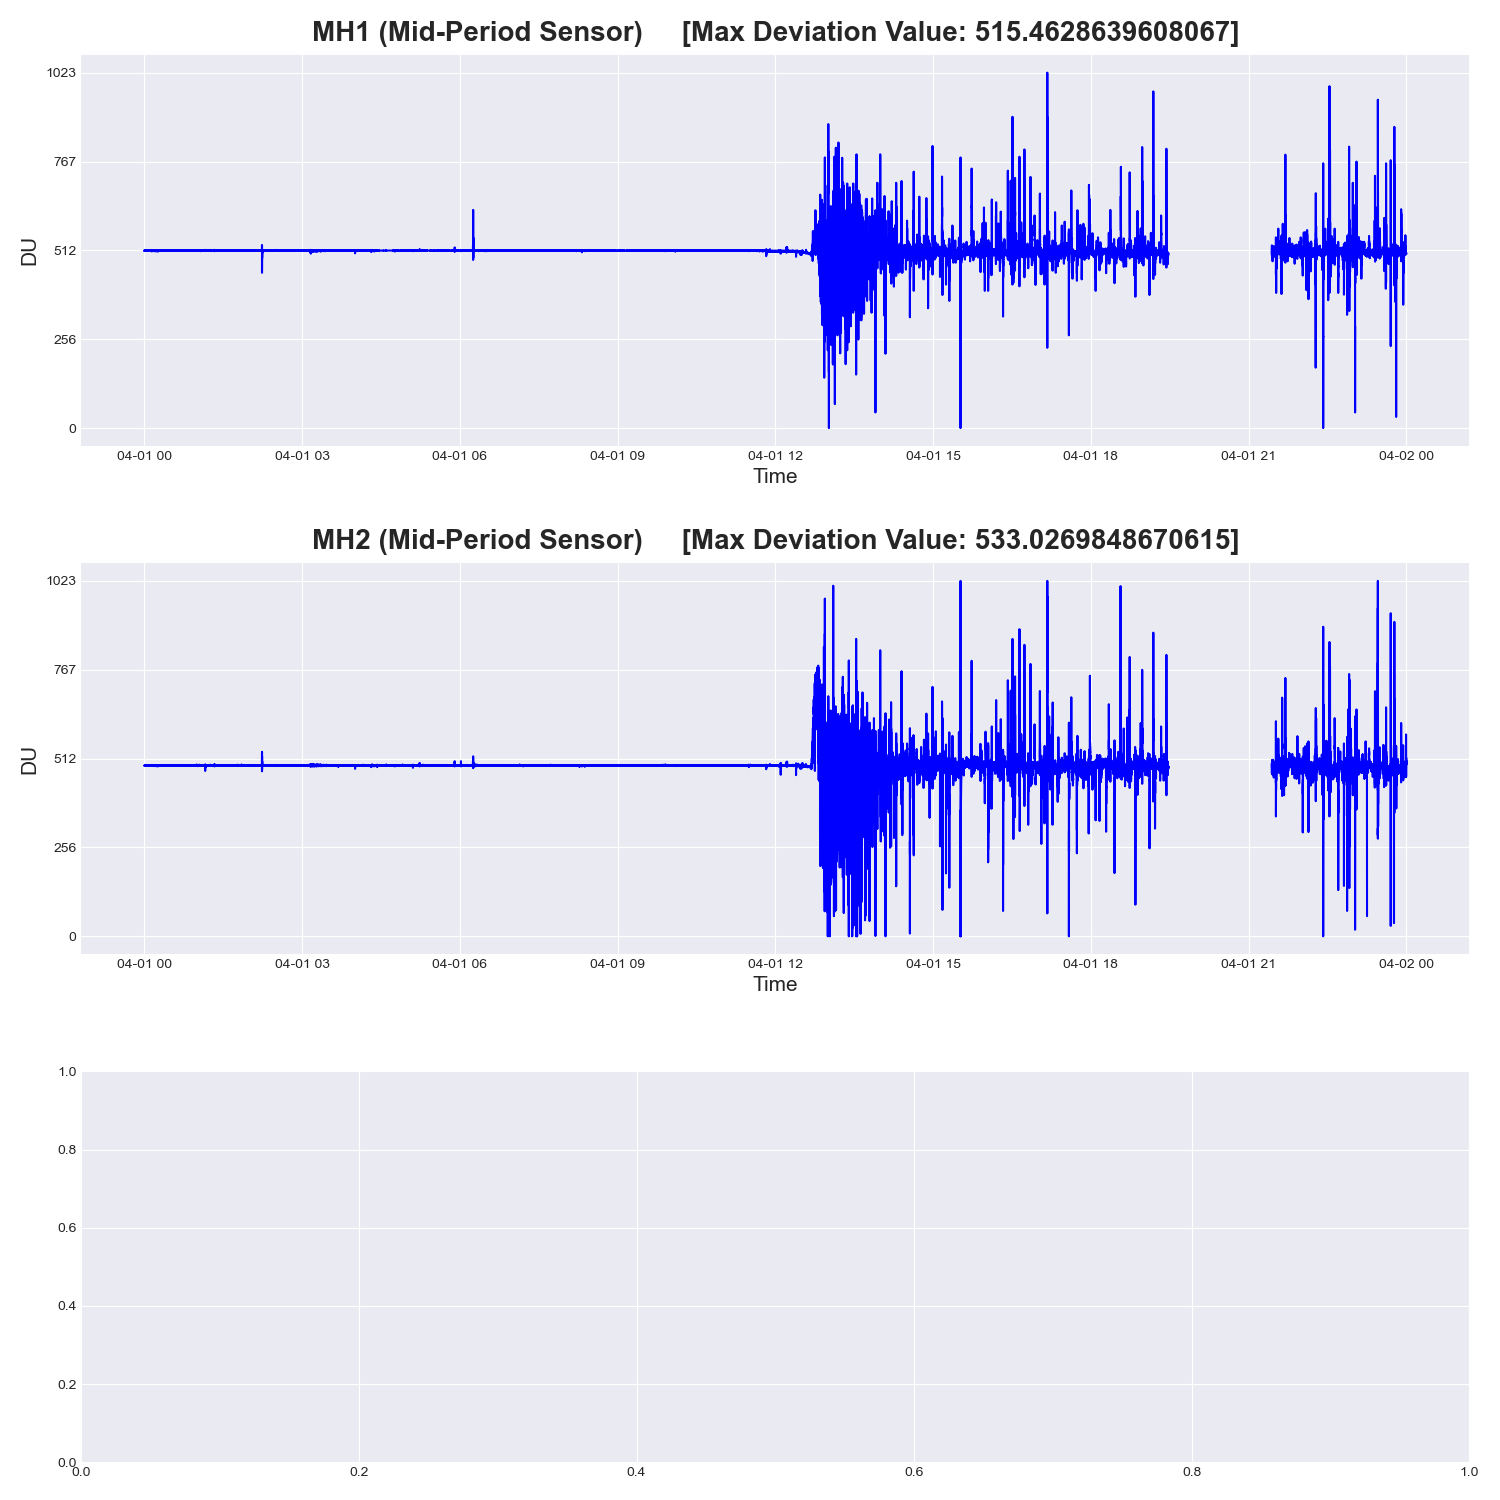 MH1 (Mid-Period Sensor) [Max Deviation Value: 515.4628639608067]
1023
767
512
256
0
DU
04-01 00 04-01 03 04-01 06 04-01 09 04-01 12 04-01 15 04-01 18 04-01 21 04-02 00
Time
MH2 (Mid-Period Sensor) [Max Deviation Value: 533.0269848670615]
1023
767
512
256
0
DU
04-01 00 04-01 03 04-01 06 04-01 09 04-01 12 04-01 15 04-01 18 04-01 21 04-02 00
Time
1.0
0.8
0.6
0.4
0.2
0.0
0.0 0.2 0.4 0.6 0.8 1.0